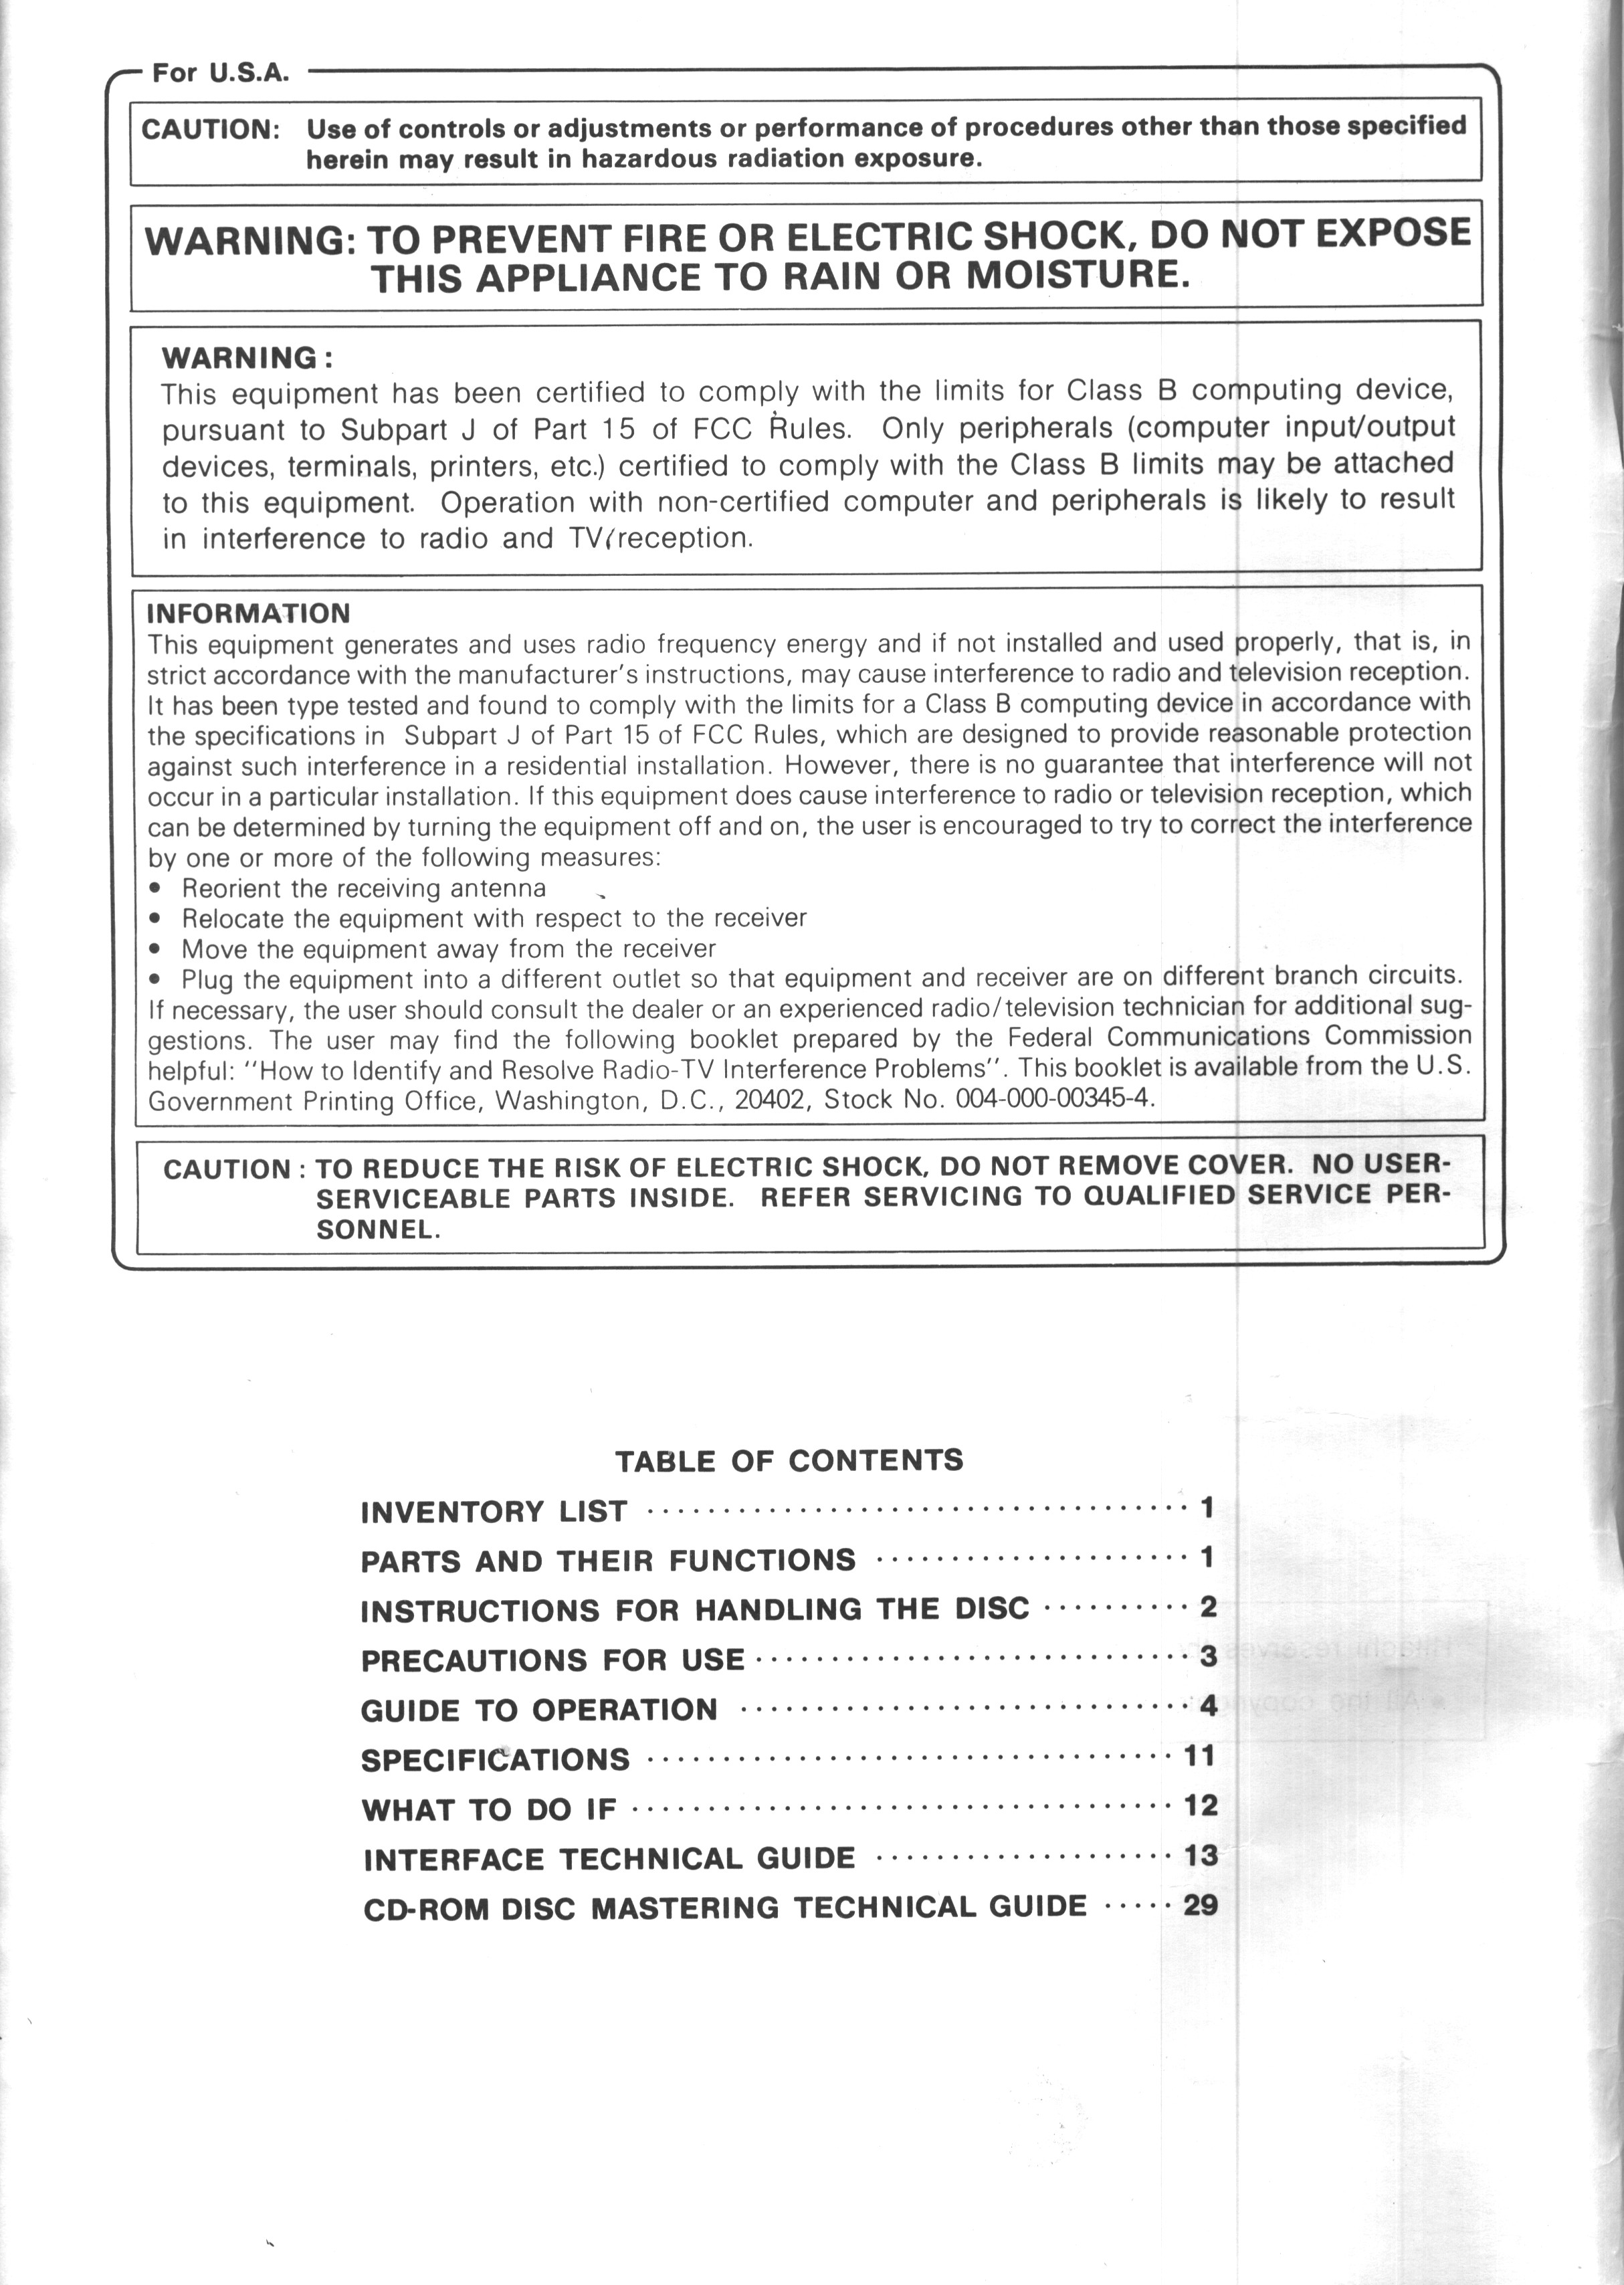 For U.S.A.
CAUTION: Use of controls or adjustments or performance of procedures other than those specified
herein may result in hazardous radiation exposure.
WARNING: TO PREVENT FIRE OR ELECTRIC SHOCK, DO NOT EXPOSE
THIS APPLIANCE TO RAIN OR MOISTURE.
WARNING :
This equipment has been certified to comply with the limits for Class B computing device,
pursuant to Subpart J of Part 15 of FCC Rules. Only peripherals (computer input/output
devices, terminals, printers, etc.) certified to comply with the Class B limits may be attached
to this equipment. Operation with non-certified computer and peripherals is likely to result
in interference to radio and TV reception.
INFORMATION
This equipment generates and uses radio frequency energy and if not installed and used properly, that is, in
strict accordance with the manufacturer's instructions, may cause interference to radio and television reception.
It has been type tested and found to comply with the limits for a Class B computing device in accordance with
the specifications in Subpart J of Part 15 of FCC Rules, which are designed to provide reasonable protection
against such interference in a residential installation. However, there is no guarantee that interference will not
occur in a particular installation. If this equipment does cause interference to radio or television reception, which
can be determined by turning the equipment off and on, the user is encouraged to try to correct the interference
by one or more of the following measures:
• Reorient the receiving antenna
• Relocate the equipment with respect to the receiver
• Move the equipment away from the receiver
• Plug the equipment into a different outlet so that equipment and receiver are on different branch circuits.
If necessary, the user should consult the dealer or an experienced radio/television technician for additional sug-
gestions. The user may find the following booklet prepared by the Federal Communications Commission
helpful: "How to Identify and Resolve Radio-TV Interference Problems". This booklet is available from the U.S.
Government Printing Office, Washington, D.C., 20402, Stock No. 004-000-00345-4.
CAUTION : TO REDUCE THE RISK OF ELECTRIC SHOCK, DO NOT REMOVE COVER. NO USER-
SERVICEABLE PARTS INSIDE. REFER SERVICING TO QUALIFIED SERVICE PER-
SONNEL.
TABLE OF CONTENTS
INVENTORY LIST ···································· 1
PARTS AND THEIR FUNCTIONS ····················· 1
INSTRUCTIONS FOR HANDLING THE DISC ·········· 2
PRECAUTIONS FOR USE ····························· 3
GUIDE TO OPERATION ······························ 4
SPECIFICATIONS ··································· 11
WHAT TO DO IF ···································· 12
INTERFACE TECHNICAL GUIDE ···················· 13
CD-ROM DISC MASTERING TECHNICAL GUIDE ····· 29